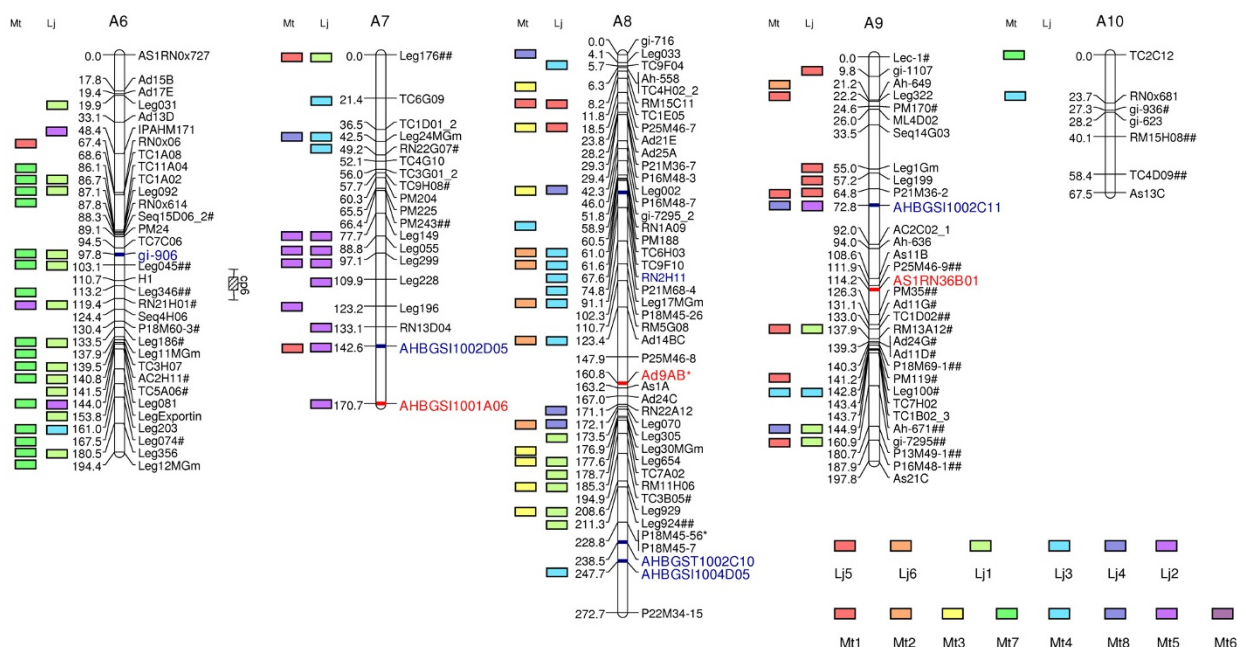 Mt Lj A6
0.0 AS1RN0x727
17.8 Ad15B
19.4 Ad17E
19.9 Leg031
33.1 Ad13D
48.4 IPAHM171
67.4 RN0x06
68.6 TC1A08
86.1 TC11A04
86.7 TC1A02
87.1 Leg092
87.8 RN0x614
88.3 Seq15D06_2#
89.1 PM24
94.5 TC7C06
97.8 gi-906
103.1 Leg045##
110.7 H1
113.2 Leg346##
119.4 RN21H01#
124.4 Seq4H06
130.4 P18M60-3#
133.5 Leg186#
137.9 Leg11MGm
139.5 TC3H07
140.8 AC2H11#
141.5 TC5A06#
144.0 Leg081
153.8 LegExportin
161.0 Leg203
167.5 Leg074#
180.5 Leg356
194.4 Leg12MGm
Mt Lj A7
0.0 Leg176##
21.4 TC6G09
36.5 TC1D01_2
42.5 Leg24MGm
49.2 RN22G07#
52.1 TC4G10
56.0 TC3G01_2
57.7 TC9H08#
60.3 PM204
65.5 PM225
66.4 PM243##
77.7 Leg149
88.8 Leg055
97.1 Leg299
109.9 Leg228
123.2 Leg196
133.1 RN13D04
142.6 AHBGSI1002D05
170.7 AHBGSI1001A06
Mt Lj A8
0.0 gi-716
4.1 Leg033
5.7 TC9F04
6.3 Ah-558
TC4H02_2
8.2 RM15C11
11.8 TC1E05
18.5 P25M46-7
23.8 Ad21E
28.2 Ad25A
29.3 P21M36-7
29.4 P16M48-3
42.3 Leg002
46.0 P16M48-7
51.8 gi-7295_2
58.9 RN1A09
60.5 PM188
61.0 TC6H03
61.6 TC9F10
67.6 RN2H11
74.8 P21M68-4
91.1 Leg17MGm
102.3 P18M45-26
110.7 RM5G08
123.4 Ad14BC
147.9 P25M46-8
160.8 Ad9AB*
163.2 As1A
167.0 Ad24C
171.1 RN22A12
172.1 Leg070
173.5 Leg305
176.9 Leg30MGm
177.6 Leg654
178.7 TC7A02
185.3 RM11H06
194.9 TC3B05#
208.6 Leg929
211.3 Leg924##
228.8 P18M45-56*
P18M45-7
238.5 AHBGST1002C10
247.7 AHBGSI1004D05
272.7 P22M34-15
Mt Lj A9
0.0 Lec-1#
9.8 gi-1107
21.2 Ah-649
22.2 Leg322
24.6 PM170#
26.0 ML4D02
33.5 Seq14G03
55.0 Leg1Gm
57.2 Leg199
64.8 P21M36-2
72.8 AHBGSI1002C11
92.0 AC2C02_1
94.0 Ah-636
108.6 As11B
111.9 P25M46-9##
114.2 AS1RN36B01
126.3 PM35##
131.1 Ad11G#
133.0 TC1D02##
137.9 RM13A12#
139.3 Ad24G#
Ad11D#
140.3 P18M69-1##
141.2 PM119#
142.8 Leg100#
143.4 TC7H02
143.7 TC1B02_3
144.9 Ah-671##
160.9 gi-7295##
180.7 P13M49-1##
187.9 P16M48-1##
197.8 As21C
Mt Lj A10
0.0 TC2C12
23.7 RN0x681
27.3 gi-936#
28.2 gi-623
40.1 RM15H08##
58.4 TC4D09##
67.5 As13C
Lj5 Lj6 Lj1 Lj3 Lj4 Lj2
Mt1 Mt2 Mt3 Mt7 Mt4 Mt8 Mt5 Mt6